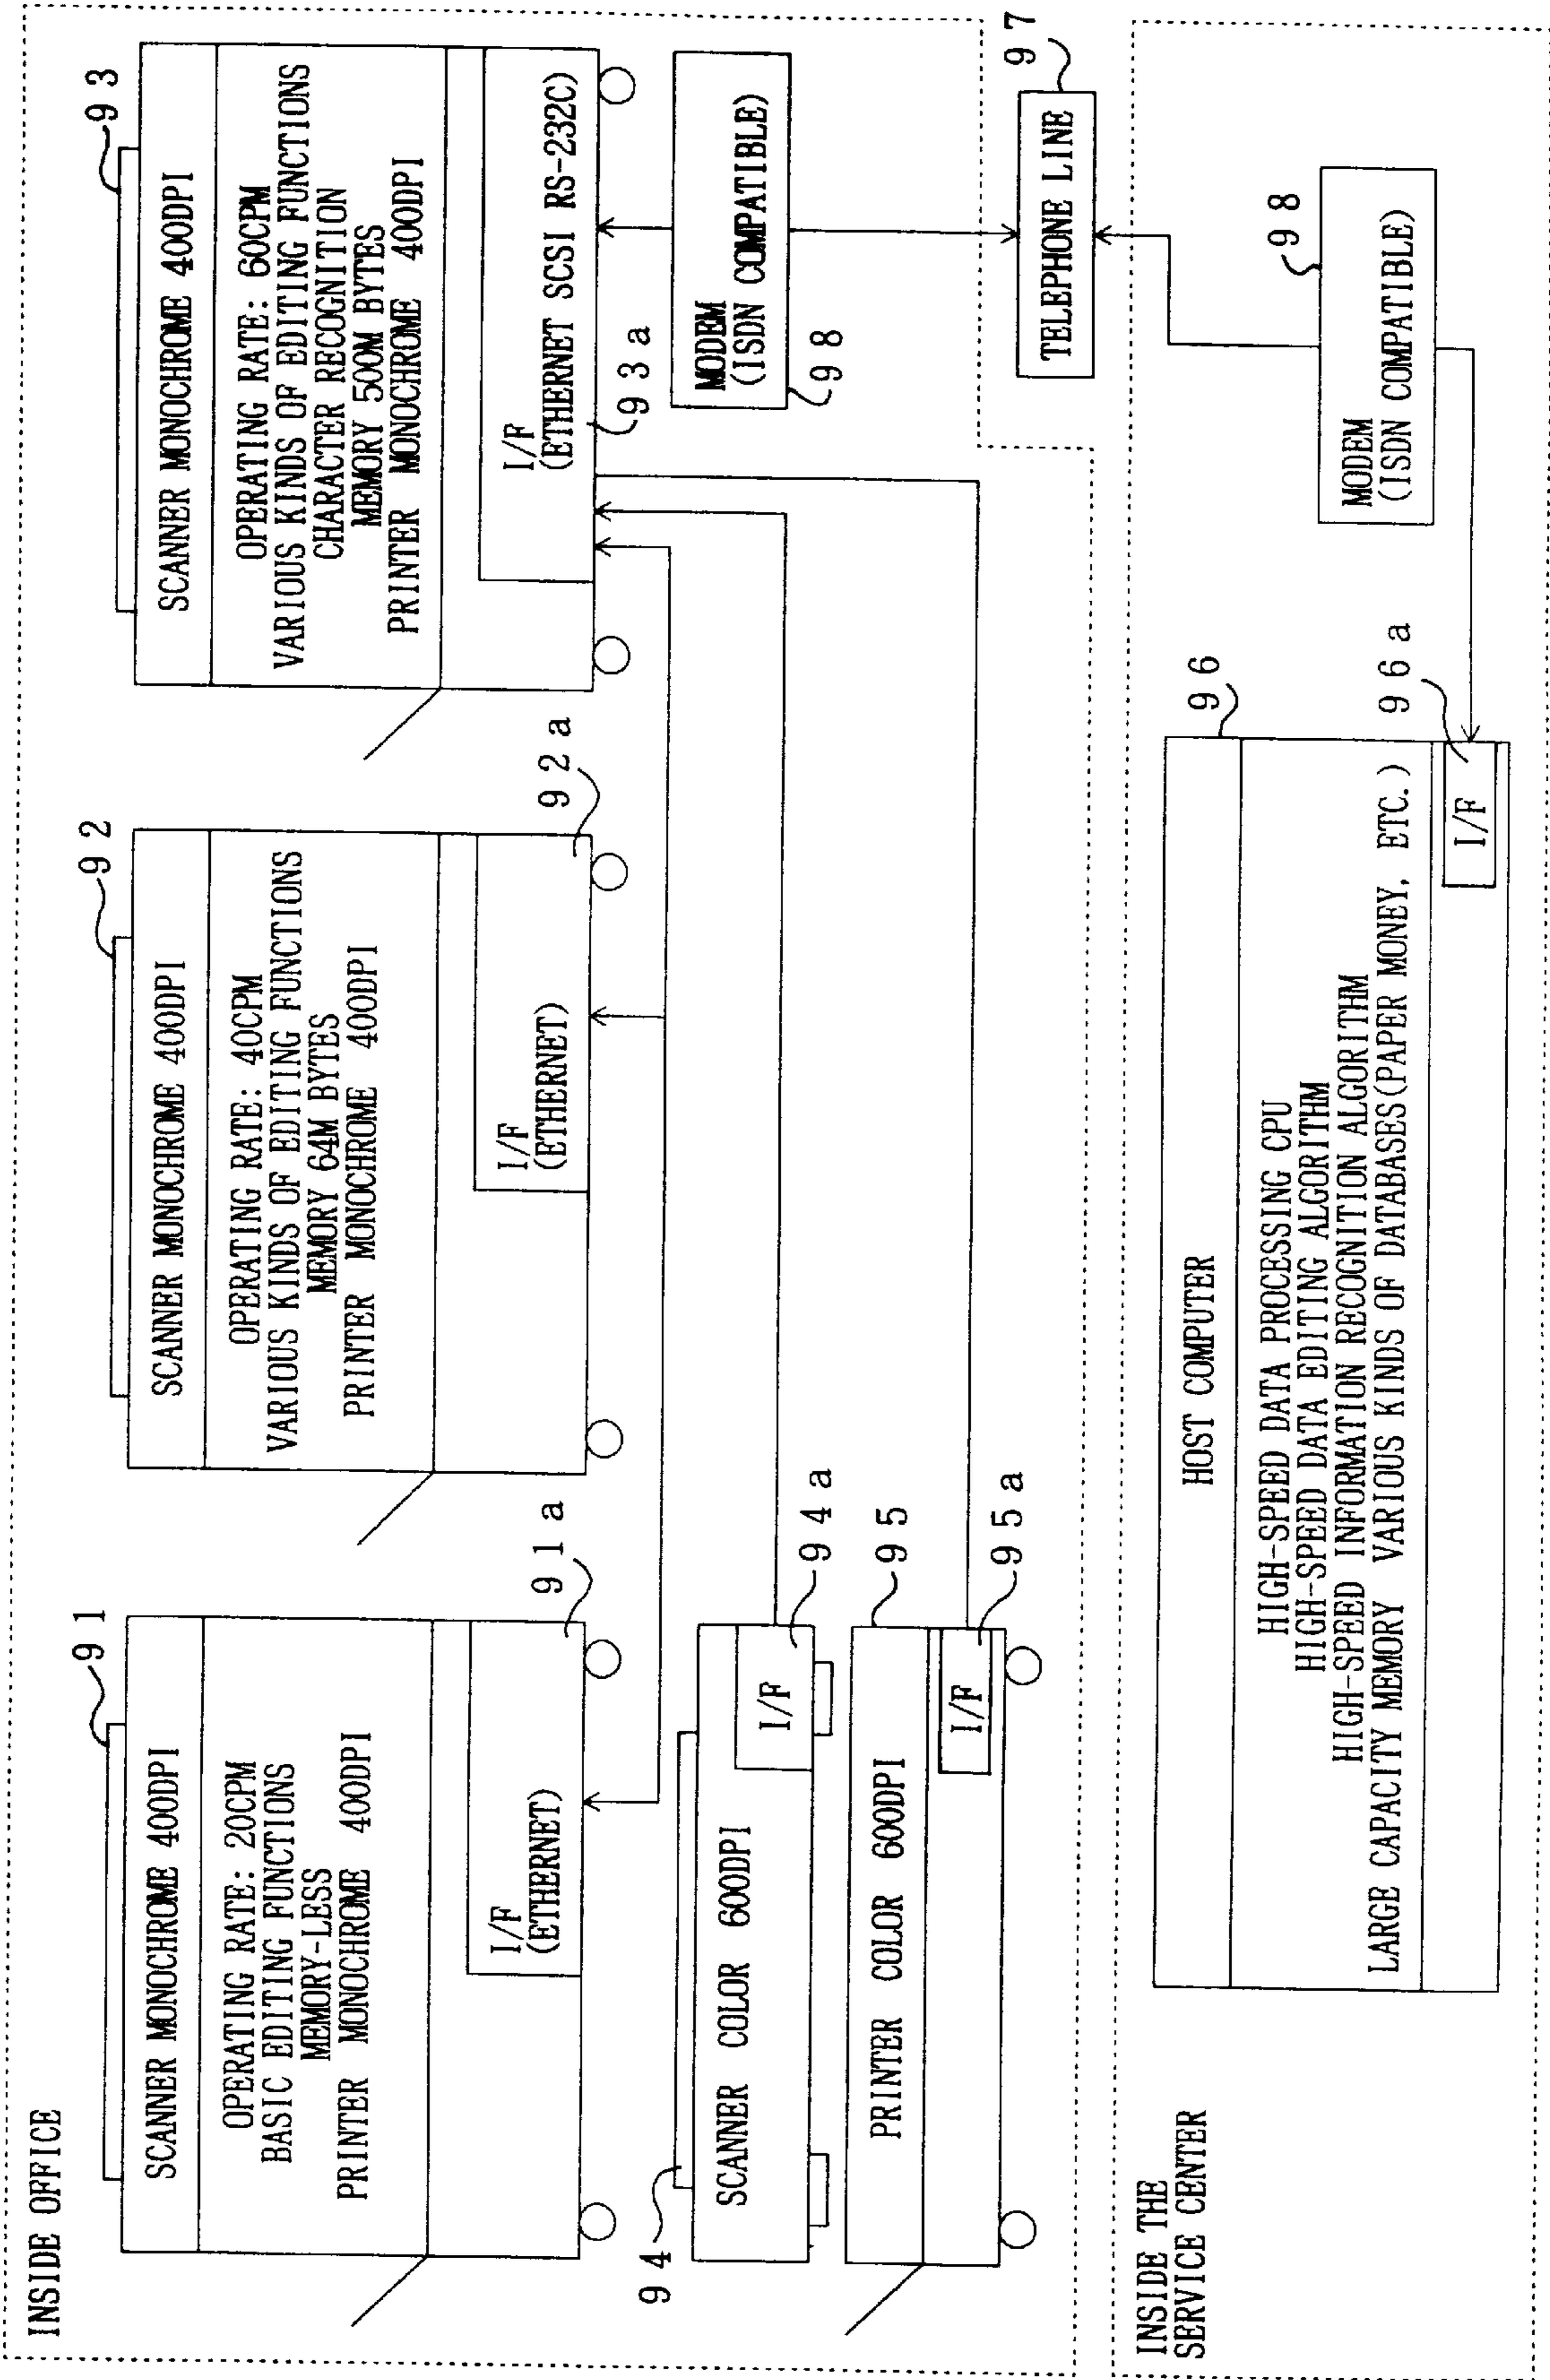 INSIDE OFFICE
91
SCANNER MONOCHROME 400DPI
OPERATING RATE: 20CPM
BASIC EDITING FUNCTIONS
MEMORY-LESS
PRINTER MONOCHROME 400DPI
I/F
(ETHERNET)
91a
92
SCANNER MONOCHROME 400DPI
OPERATING RATE: 40CPM
VARIOUS KINDS OF EDITING FUNCTIONS
MEMORY 64M BYTES
PRINTER MONOCHROME 400DPI
I/F
(ETHERNET)
92a
93
SCANNER MONOCHROME 400DPI
OPERATING RATE: 60CPM
VARIOUS KINDS OF EDITING FUNCTIONS
CHARACTER RECOGNITION
MEMORY 500M BYTES
PRINTER MONOCHROME 400DPI
I/F
(ETHERNET SCSI RS-232C)
93a
94
SCANNER COLOR 600DPI
I/F
94a
95
PRINTER COLOR 600DPI
I/F
95a
MODEM
(ISDN COMPATIBLE)
98
TELEPHONE LINE
97
INSIDE THE
SERVICE CENTER
96
HOST COMPUTER
HIGH-SPEED DATA PROCESSING CPU
HIGH-SPEED DATA EDITING ALGORITHM
HIGH-SPEED INFORMATION RECOGNITION ALGORITHM
LARGE CAPACITY MEMORY VARIOUS KINDS OF DATABASES(PAPER MONEY, ETC.)
I/F
96a
MODEM
(ISDN COMPATIBLE)
98